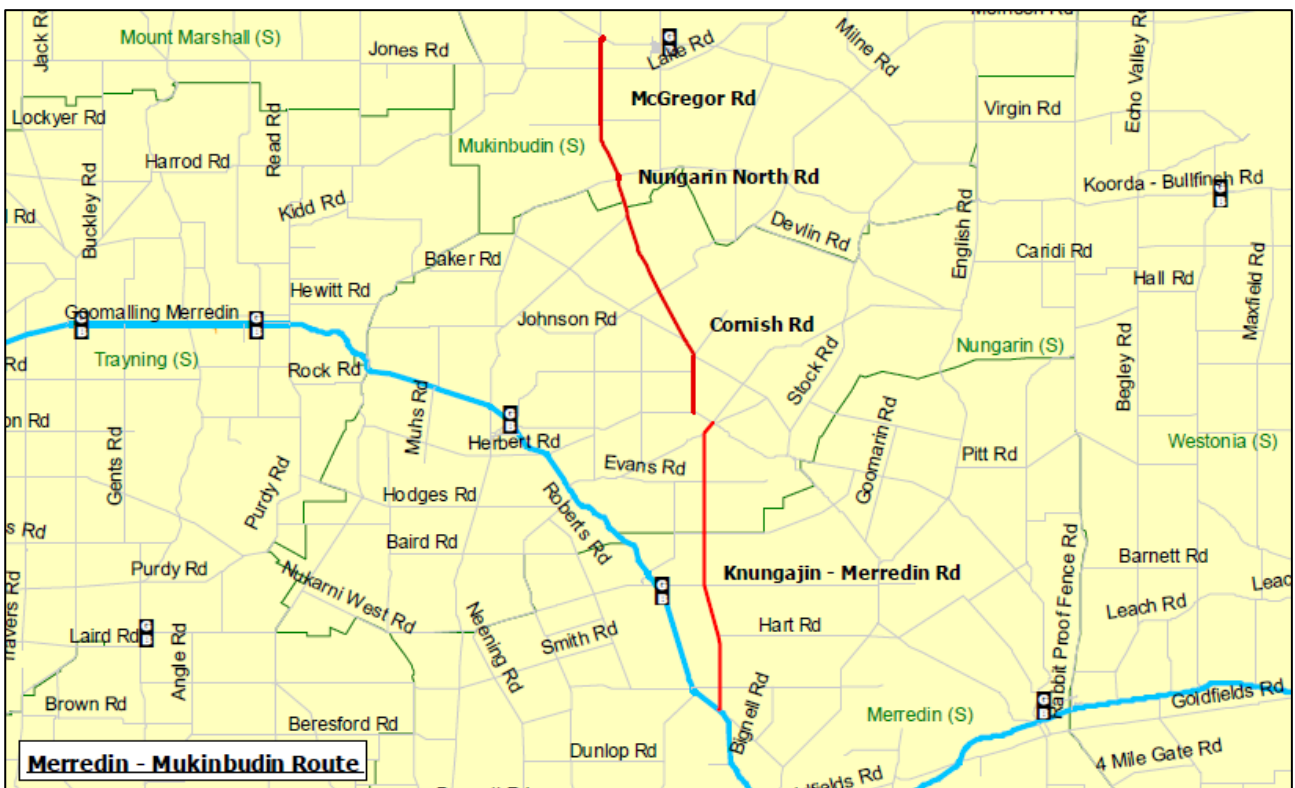 Jack Rd
Mount Marshall (S)
Jones Rd
Lake Rd
Milne Rd
Echo Valley Rd
Lockyer Rd
Read Rd
McGregor Rd
Virgin Rd
Harrod Rd
Mukinbudin (S)
Buckley Rd
Kidd Rd
Nungarin North Rd
Koorda - Bullfinch Rd
Rd
Devlin Rd
English Rd
Baker Rd
Caridi Rd
Hall Rd
Maxfield Rd
Hewitt Rd
Goomalling Merredin
Johnson Rd
Cornish Rd
Trayning (S)
Nungarin (S)
Rd
Rock Rd
Stock Rd
Begley Rd
Muhs Rd
on Rd
Herbert Rd
Goomarin Rd
Westonia (S)
Gents Rd
Evans Rd
Pitt Rd
Purdy Rd
Hodges Rd
Roberts Rd
s Rd
Baird Rd
Rabbit Proof Fence Rd
Barnett Rd
Purdy Rd
Nukarni West Rd
Knungajin - Merredin Rd
Leac
Travers Rd
Leach Rd
Laird Rd
Angle Rd
Neening Rd
Smith Rd
Hart Rd
Brown Rd
Beresford Rd
Bignell Rd
Merredin (S)
Goldfields Rd
Dunlop Rd
4 Mile Gate Rd
Merredin - Mukinbudin Route